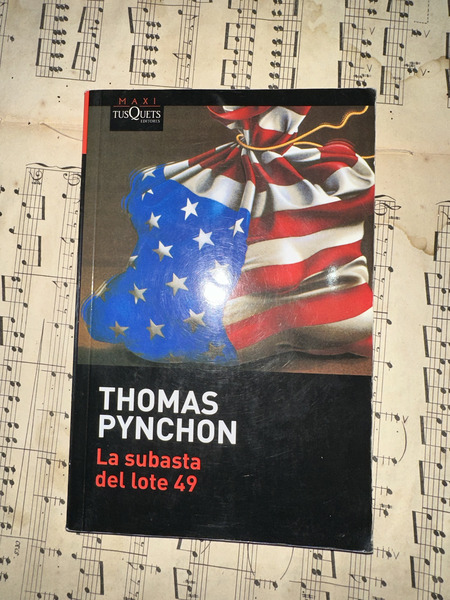 MAXI
TUSQUETS
EDITORES
THOMAS
PYNCHON
La subasta
del lote 49